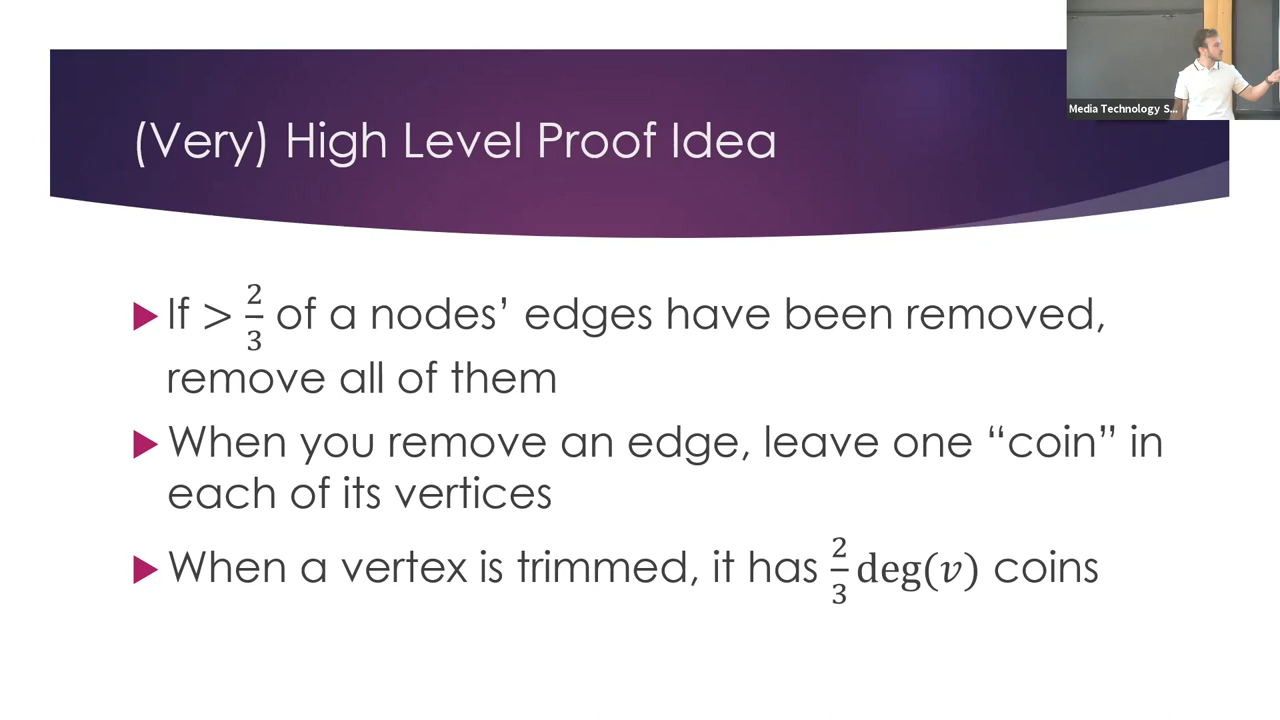 Media Technology S...
(Very) High Level Proof Idea
If > 2/3 of a nodes’ edges have been removed,
remove all of them
When you remove an edge, leave one “coin” in
each of its vertices
When a vertex is trimmed, it has 2/3 deg(v) coins